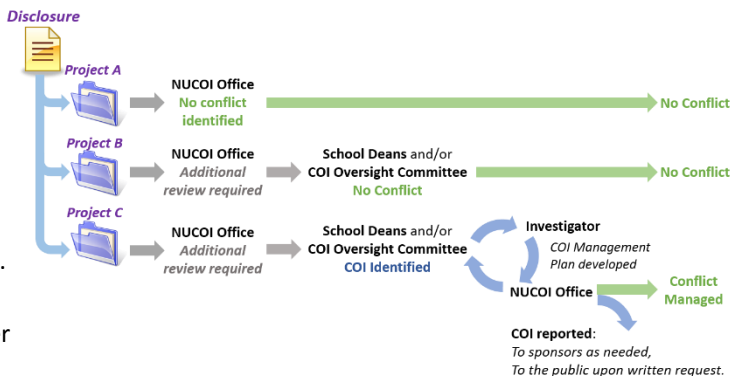 Disclosure
Project A
NUCOI Office
No conflict
identified
No Conflict
Project B
NUCOI Office
Additional
review required
School Deans and/or
COI Oversight Committee
No Conflict
No Conflict
Project C
NUCOI Office
Additional
review required
School Deans and/or
COI Oversight Committee
COI Identified
Investigator
COI Management
Plan developed
NUCOI Office
Conflict
Managed
COI reported:
To sponsors as needed,
To the public upon written request.
.